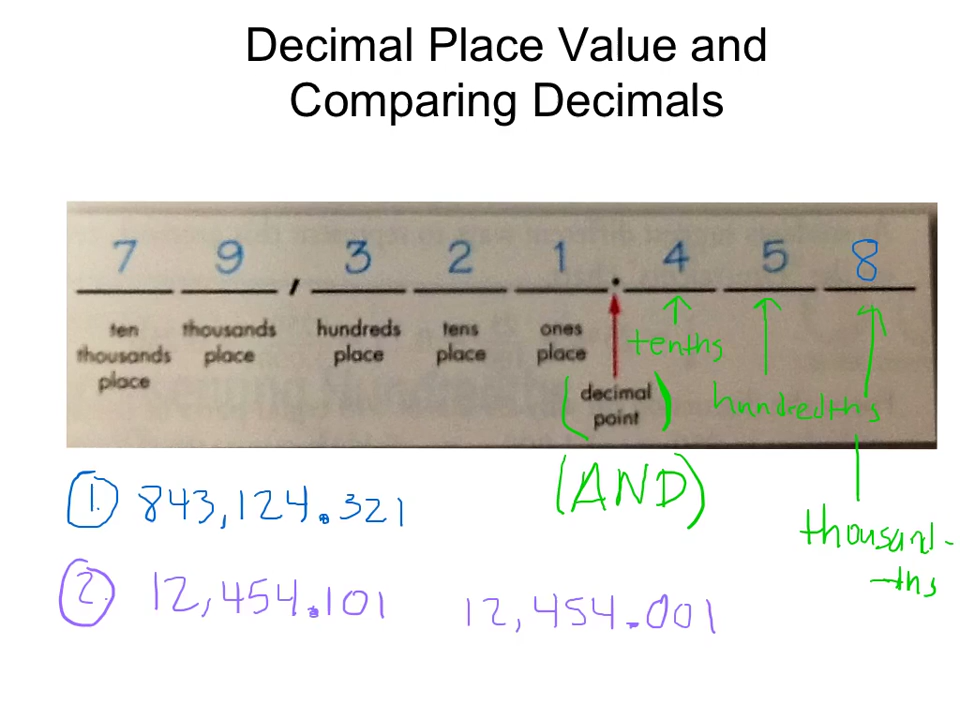 Decimal Place Value and
Comparing Decimals
7 9 , 3 2 1 . 4 5 8
ten thousands place
thousands place
hundreds place
tens place
ones place
tenths
(decimal point)
hundredths
(AND)
thousand-
-ths
1. 843,124.321
2. 12,454.101 12,454.001